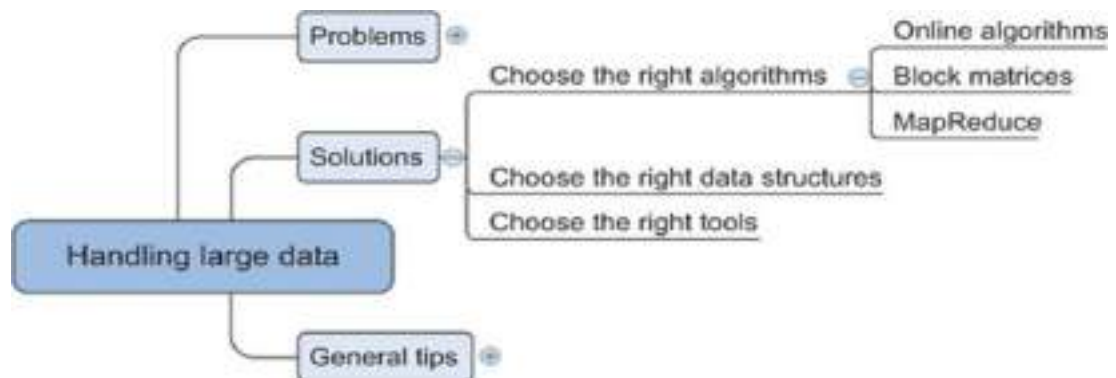 Problems
Online algorithms
Choose the right algorithms
Block matrices
MapReduce
Solutions
Choose the right data structures
Choose the right tools
Handling large data
General tips